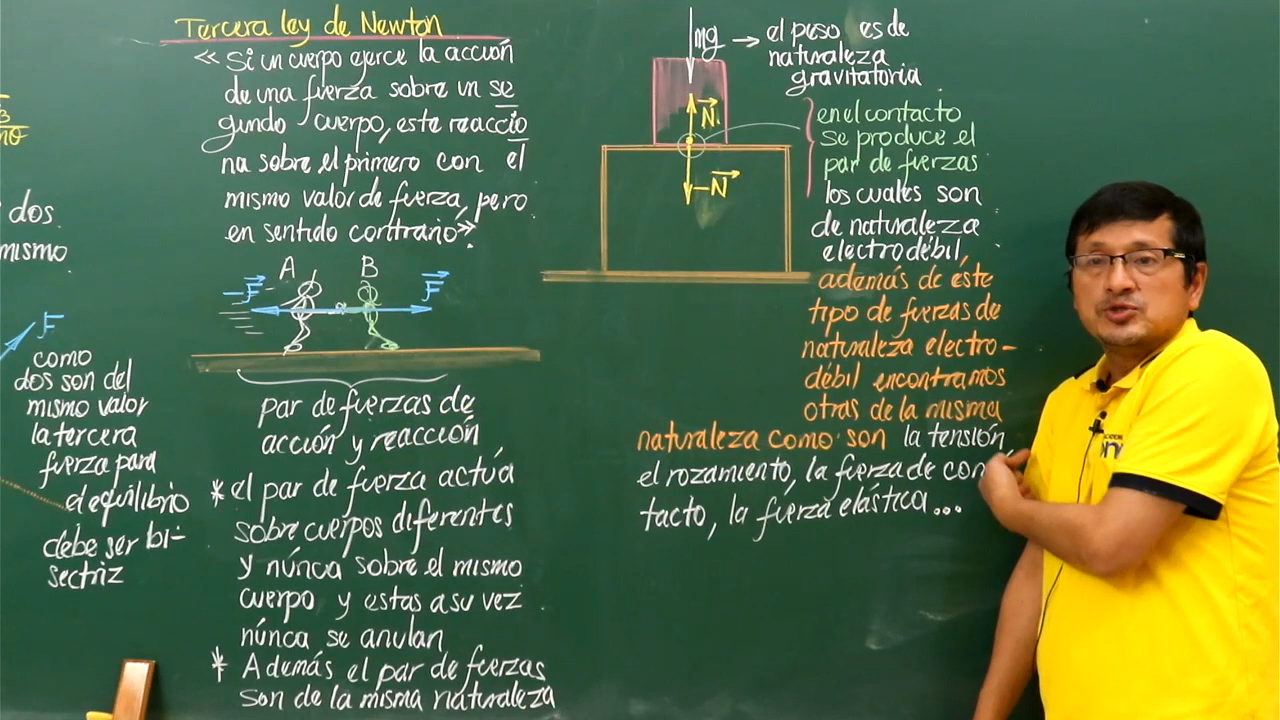 dos
mismo
F
como
dos son del
mismo valor
la tercera
fuerza para
el equilibrio
debe ser bi-
sectriz
Tercera ley de Newton
« Si un cuerpo ejerce la acción
de una fuerza sobre un se
gundo cuerpo, este reaccio
na sobre el primero con el
mismo valor de fuerza, pero
en sentido contrario»
A B
-F F
par de fuerzas de
acción y reacción
* el par de fuerza actúa
sobre cuerpos diferentes
y núnca sobre el mismo
cuerpo y estas a su vez
núnca se anulan
* Además el par de fuerzas
son de la misma naturaleza
mg → el peso es de
naturaleza
gravitatoria
N
-N
en el contacto
se produce el
par de fuerzas
los cuales son
de naturaleza
electrodébil,
además de éste
tipo de fuerzas de
naturaleza electro-
débil encontramos
otras de la misma
naturaleza como son la tensión
el rozamiento, la fuerza de con
tacto, la fuerza elástica...